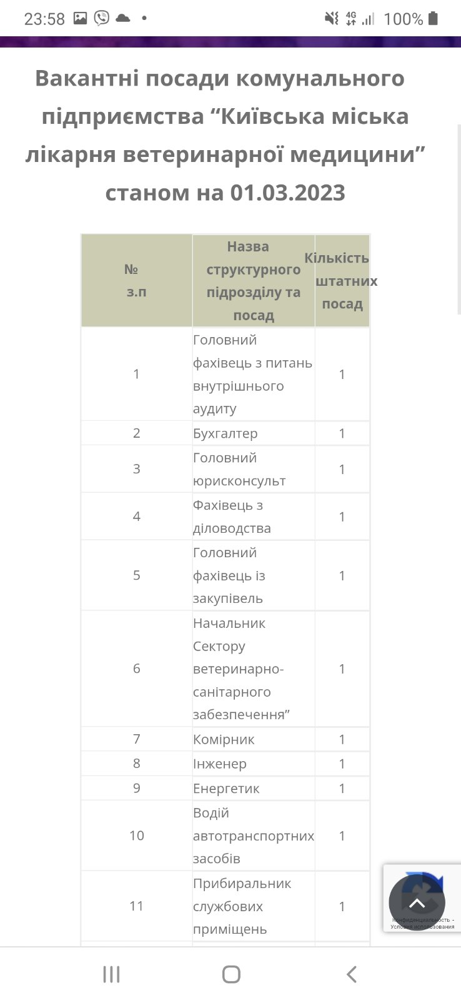 23:58
4G
100%
Вакантні посади комунального
підприємства “Київська міська
лікарня ветеринарної медицини”
станом на 01.03.2023
№
з.п
Назва
структурного
підрозділу та
посад
Кількість
штатних
посад
1
Головний
фахівець з питань
внутрішнього
аудиту
1
2
Бухгалтер
1
3
Головний
юрисконсульт
1
4
Фахівець з
діловодства
1
5
Головний
фахівець із
закупівель
1
6
Начальник
Сектору
ветеринарно-
санітарного
забезпечення”
1
7
Комірник
1
8
Інженер
1
9
Енергетик
1
10
Водій
автотранспортних
засобів
1
11
Прибиральник
службових
приміщень
1
Конфиденциальность -
Условия использования